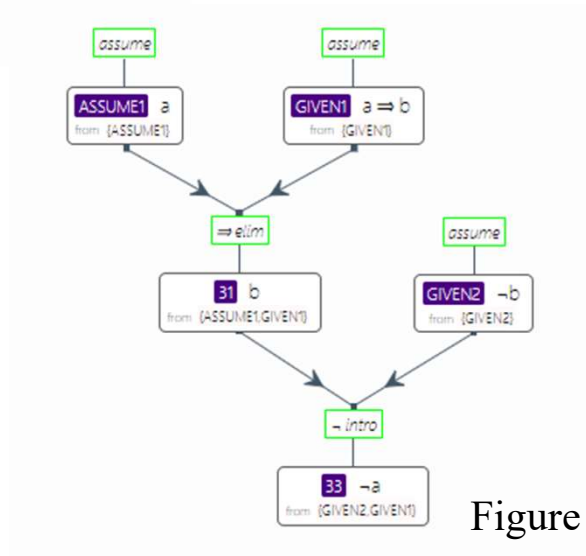 assume assume
ASSUME1 a GIVEN1 a ⇒ b
from {ASSUME1} from {GIVEN1}
⇒ elim assume
31 b GIVEN2 ¬b
from {ASSUME1,GIVEN1} from {GIVEN2}
¬ intro
33 ¬a
from {GIVEN2,GIVEN1} Figure